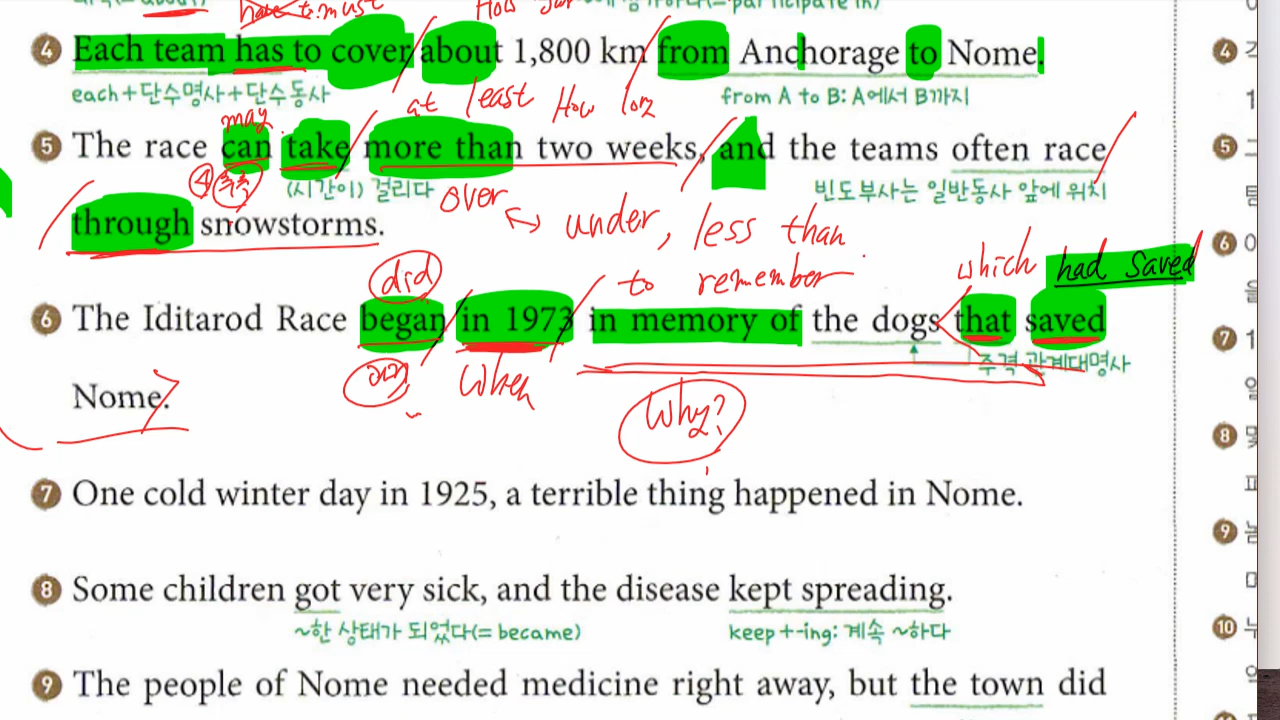 have to. must
④ Each team has to cover about 1,800 km from Anchorage to Nome.
each+단수명사+단수동사
from A to B: A에서 B까지
at least How long
may
⑤ The race can take more than two weeks, and the teams often race
④ 추측
(시간이) 걸리다
빈도부사는 일반동사 앞에 위치
over ↔ under, less than
through snowstorms.
did
to remember
which had saved
⑥ The Iditarod Race began in 1973 in memory of the dogs that saved
주격 관계대명사
When
Why?
Nome.
⑦ One cold winter day in 1925, a terrible thing happened in Nome.
⑧ Some children got very sick, and the disease kept spreading.
~한 상태가 되었다(= became)
keep+-ing: 계속 ~하다
⑨ The people of Nome needed medicine right away, but the town did
④
⑤
⑥
⑦
⑧
⑨
⑩